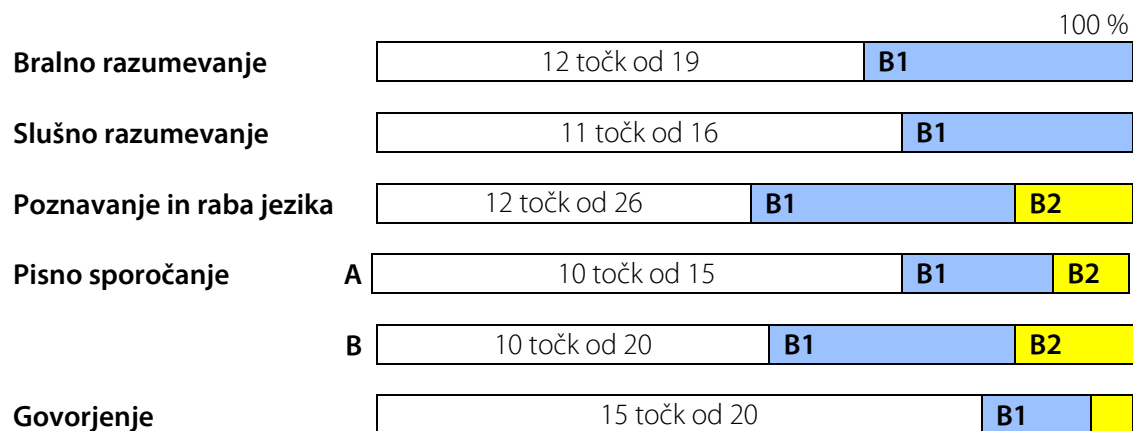 100 %
Bralno razumevanje 12 točk od 19 B1
Slušno razumevanje 11 točk od 16 B1
Poznavanje in raba jezika 12 točk od 26 B1 B2
Pisno sporočanje A 10 točk od 15 B1 B2
B 10 točk od 20 B1 B2
Govorjenje 15 točk od 20 B1